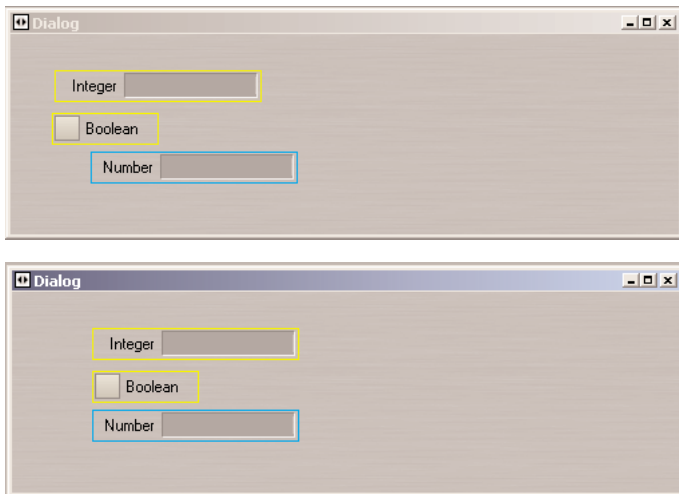 Dialog
Integer
Boolean
Number
Dialog
Integer
Boolean
Number